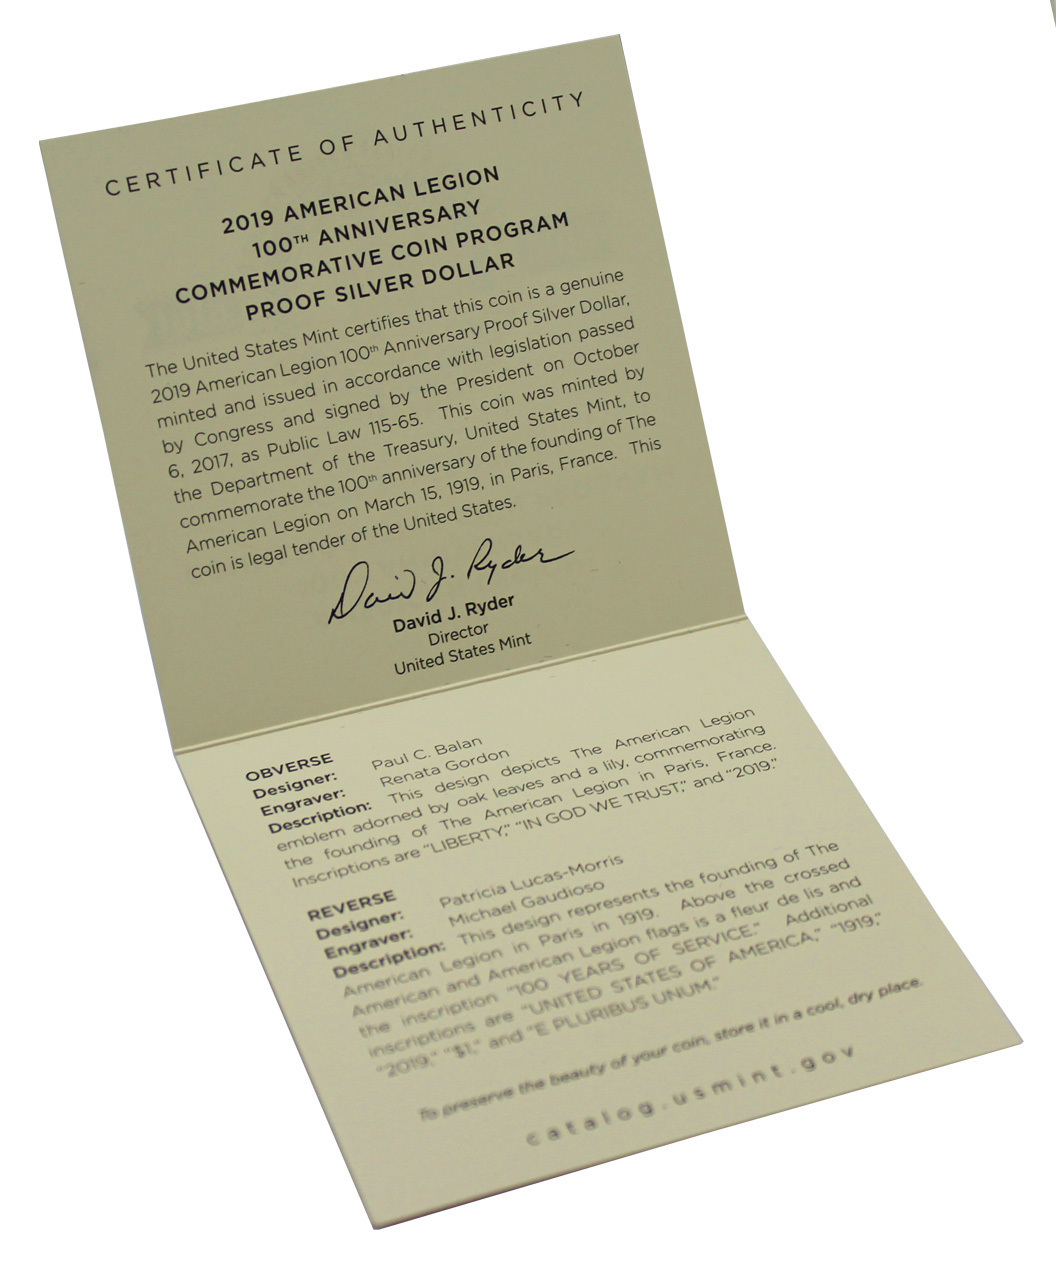 CERTIFICATE OF AUTHENTICITY
2019 AMERICAN LEGION
100TH ANNIVERSARY
COMMEMORATIVE COIN PROGRAM
PROOF SILVER DOLLAR
The United States Mint certifies that this coin is a genuine
2019 American Legion 100th Anniversary Proof Silver Dollar,
minted and issued in accordance with legislation passed
by Congress and signed by the President on October
6, 2017, as Public Law 115-65. This coin was minted by
the Department of the Treasury, United States Mint, to
commemorate the 100th anniversary of the founding of The
American Legion on March 15, 1919, in Paris, France. This
coin is legal tender of the United States.
David J. Ryder
David J. Ryder
Director
United States Mint
OBVERSE
Designer: Paul C. Balan
Engraver: Renata Gordon
Description: This design depicts The American Legion
emblem adorned by oak leaves and a lily, commemorating
the founding of The American Legion in Paris, France.
Inscriptions are “LIBERTY,” “IN GOD WE TRUST,” and “2019.”
REVERSE
Designer: Patricia Lucas-Morris
Engraver: Michael Gaudioso
Description: This design represents the founding of The
American Legion in Paris in 1919. Above the crossed
American and American Legion flags is a fleur de lis and
the inscription “100 YEARS OF SERVICE.” Additional
inscriptions are “UNITED STATES OF AMERICA,” “1919,”
“2019,” “$1,” and “E PLURIBUS UNUM.”
To preserve the beauty of your coin, store it in a cool, dry place.
catalog.usmint.gov